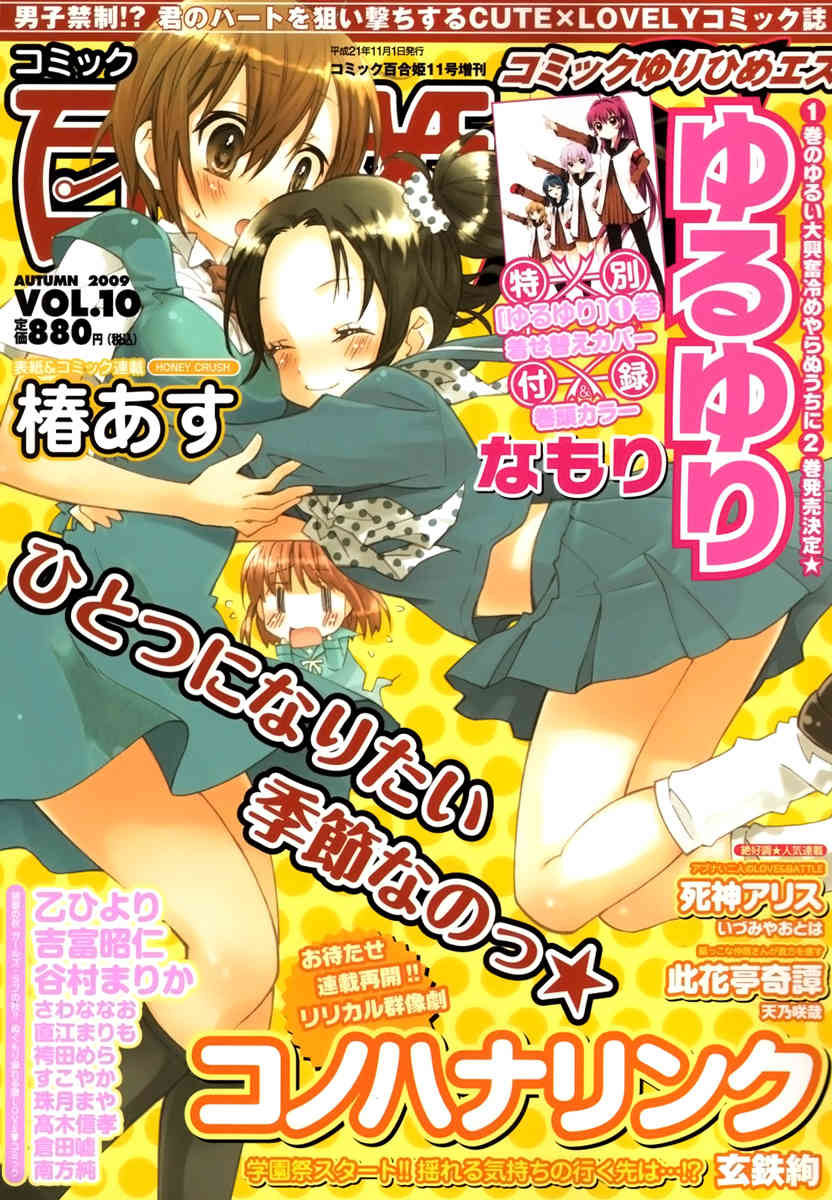 男子禁制!? 君のハートを狙い撃ちするCUTE×LOVELYコミック誌
コミック
平成21年11月1日発行
コミック百合姫11号増刊
コミックゆりひめエス
AUTUMN 2009
VOL.10
定価880円(税込)
表紙&コミック連載 HONEY CRUSH
椿あす
1巻のゆるい大興奮冷めやらぬうちに2巻発売決定★
ゆるゆり
なもり
特別
[ゆるゆり]1巻
着せ替えカバー
付録
&
巻頭カラー
ひとつになりたい
季節なのっ☆
絶好調★人気連載
アブナい二人のLOVE&BATTLE
死神アリス
いづみやおとは
此花亭奇譚
天乃咲哉
乙ひより
吉富昭仁
谷村まりか
さわななお
直江まりも
袴田めら
すこやか
珠月まや
高木信孝
倉田嘘
南方純
お待たせ
連載再開!!
リリカル群像劇
コノハナリンク
学園祭スタート!! 揺れる気持ちの行く先は…!?
玄鉄絢